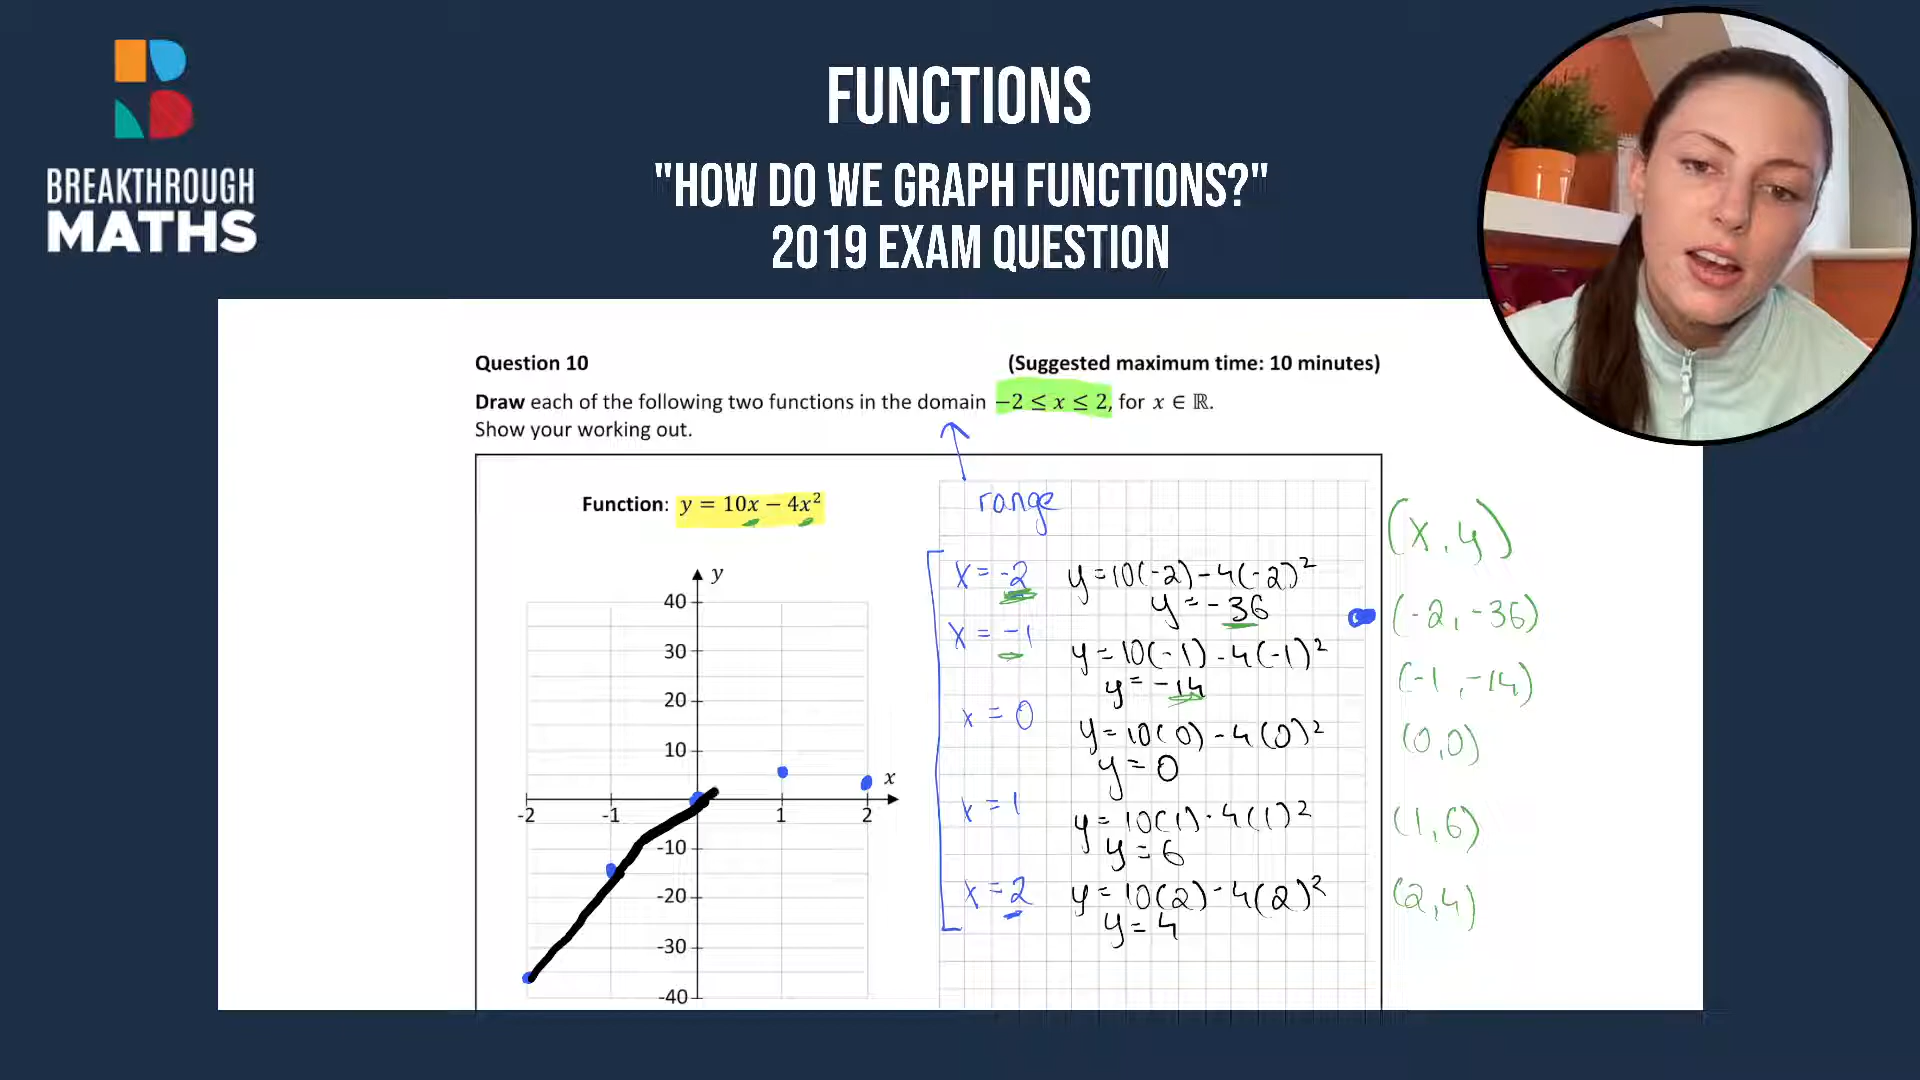 BREAKTHROUGH
MATHS
FUNCTIONS
"HOW DO WE GRAPH FUNCTIONS?"
2019 EXAM QUESTION
Question 10 (Suggested maximum time: 10 minutes)
Draw each of the following two functions in the domain −2 ≤ x ≤ 2, for x ∈ ℝ.
Show your working out.
Function: y = 10x − 4x²
range
(x, y)
x = -2 y = 10(-2) - 4(-2)²
y = -36
(-2, -36)
x = -1 y = 10(-1) - 4(-1)²
y = -14
(-1, -14)
x = 0 y = 10(0) - 4(0)²
y = 0
(0,0)
x = 1 y = 10(1) - 4(1)²
y = 6
(1,6)
x = 2 y = 10(2) - 4(2)²
y = 4
(2,4)
y
40
30
20
10
x
-2 -1 1 2
-10
-20
-30
-40